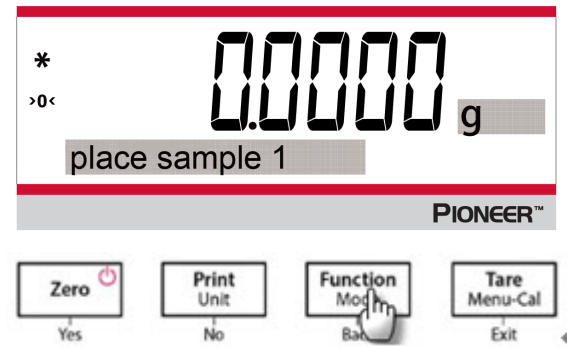 *
>0<
0.0000 g
place sample 1
PIONEER™
Zero Print Function Tare
Unit Menu-Cal
Yes No Exit